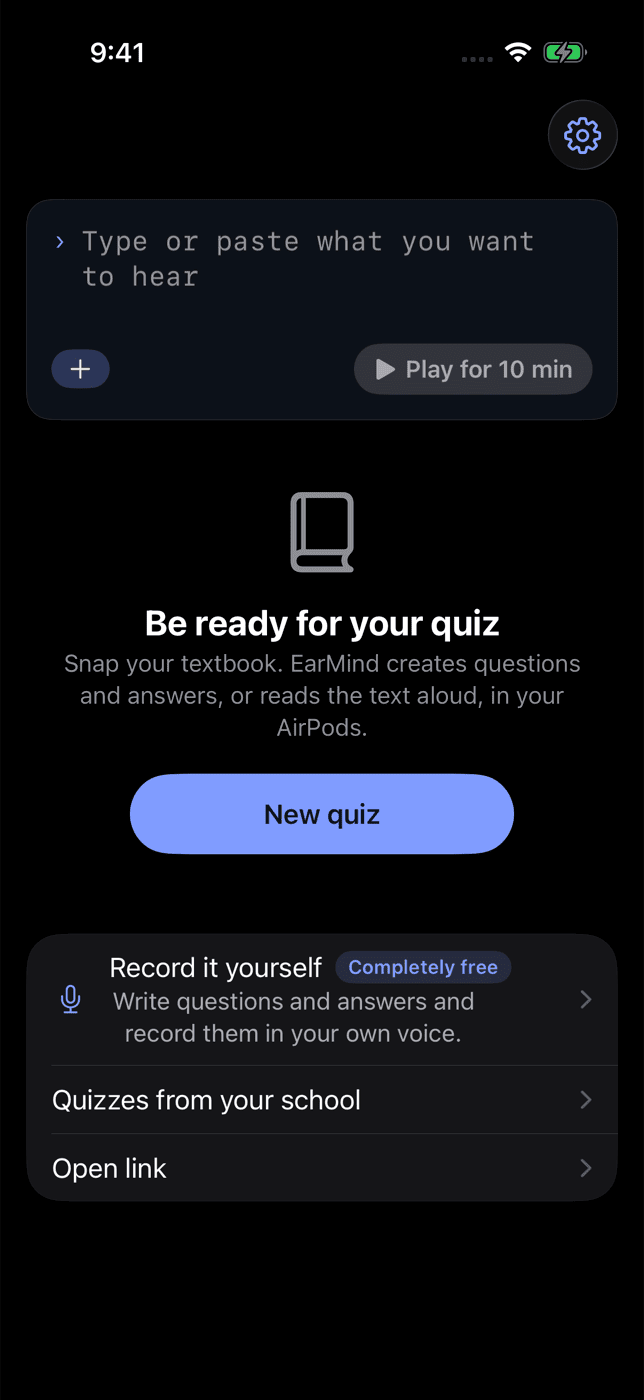 9:41
› Type or paste what you want
to hear
+
Play for 10 min
Be ready for your quiz
Snap your textbook. EarMind creates questions
and answers, or reads the text aloud, in your
AirPods.
New quiz
Record it yourself Completely free
Write questions and answers and
record them in your own voice.
Quizzes from your school
Open link